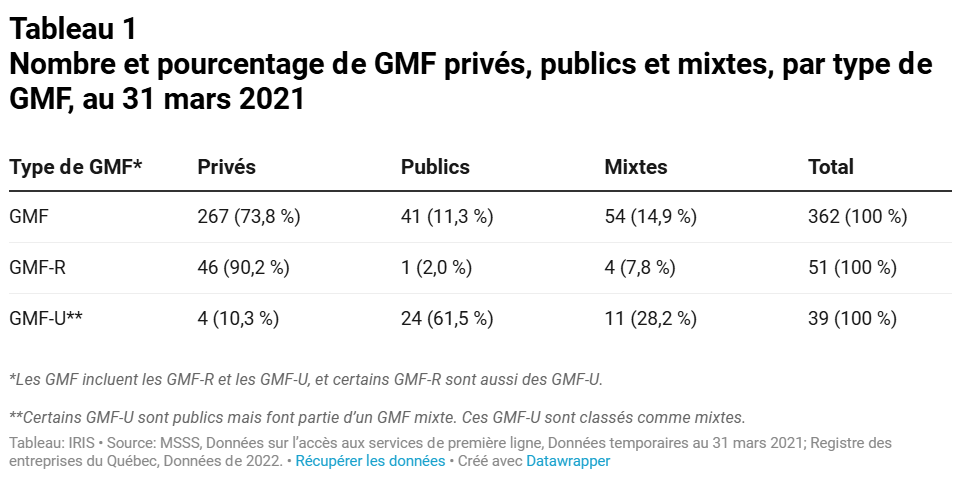 Tableau 1
Nombre et pourcentage de GMF privés, publics et mixtes, par type de
GMF, au 31 mars 2021
Type de GMF* Privés Publics Mixtes Total
GMF 267 (73,8 %) 41 (11,3 %) 54 (14,9 %) 362 (100 %)
GMF-R 46 (90,2 %) 1 (2,0 %) 4 (7,8 %) 51 (100 %)
GMF-U** 4 (10,3 %) 24 (61,5 %) 11 (28,2 %) 39 (100 %)
*Les GMF incluent les GMF-R et les GMF-U, et certains GMF-R sont aussi des GMF-U.
**Certains GMF-U sont publics mais font partie d’un GMF mixte. Ces GMF-U sont classés comme mixtes.
Tableau: IRIS • Source: MSSS, Données sur l’accès aux services de première ligne, Données temporaires au 31 mars 2021; Registre des
entreprises du Québec, Données de 2022. • Récupérer les données • Créé avec Datawrapper